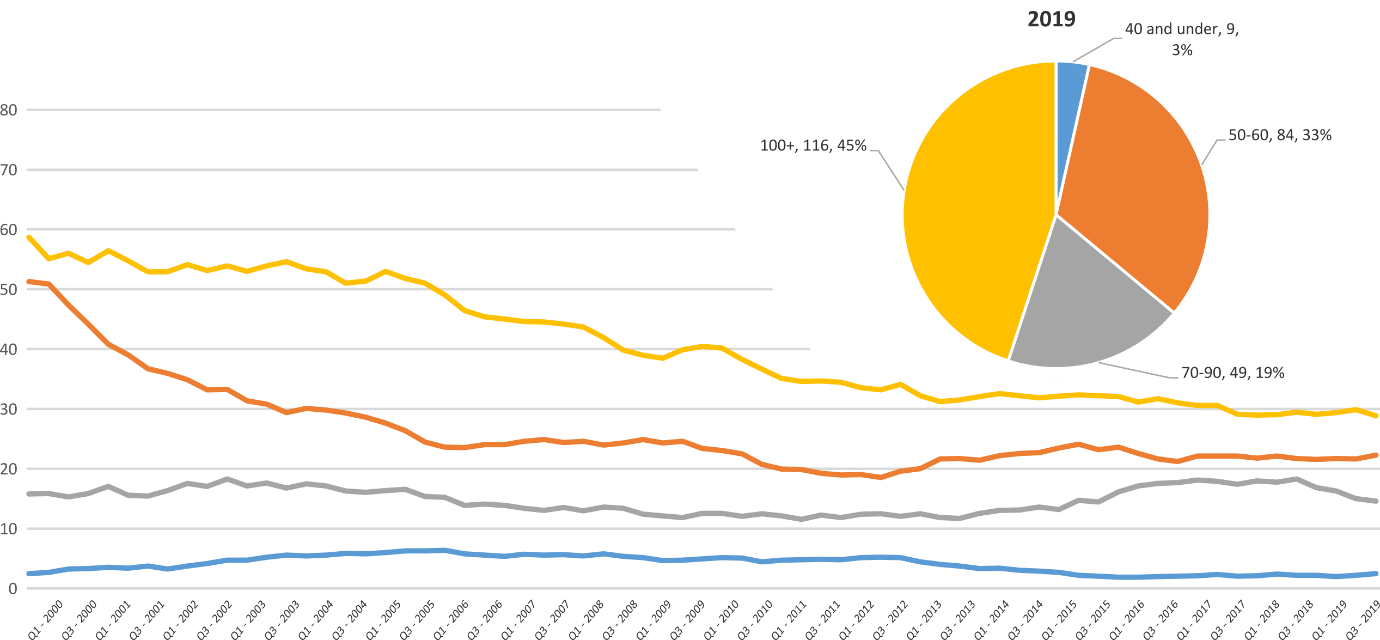 2019
40 and under, 9,
3%
50-60, 84, 33%
100+, 116, 45%
70-90, 49, 19%
80
70
60
50
40
30
20
10
0
Q1 - 2000
Q3 - 2000
Q1 - 2001
Q3 - 2001
Q1 - 2002
Q3 - 2002
Q1 - 2003
Q3 - 2003
Q1 - 2004
Q3 - 2004
Q1 - 2005
Q3 - 2005
Q1 - 2006
Q3 - 2006
Q1 - 2007
Q3 - 2007
Q1 - 2008
Q3 - 2008
Q1 - 2009
Q3 - 2009
Q1 - 2010
Q3 - 2010
Q1 - 2011
Q3 - 2011
Q1 - 2012
Q3 - 2012
Q1 - 2013
Q3 - 2013
Q1 - 2014
Q3 - 2014
Q1 - 2015
Q3 - 2015
Q1 - 2016
Q3 - 2016
Q1 - 2017
Q3 - 2017
Q1 - 2018
Q3 - 2018
Q1 - 2019
Q3 - 2019